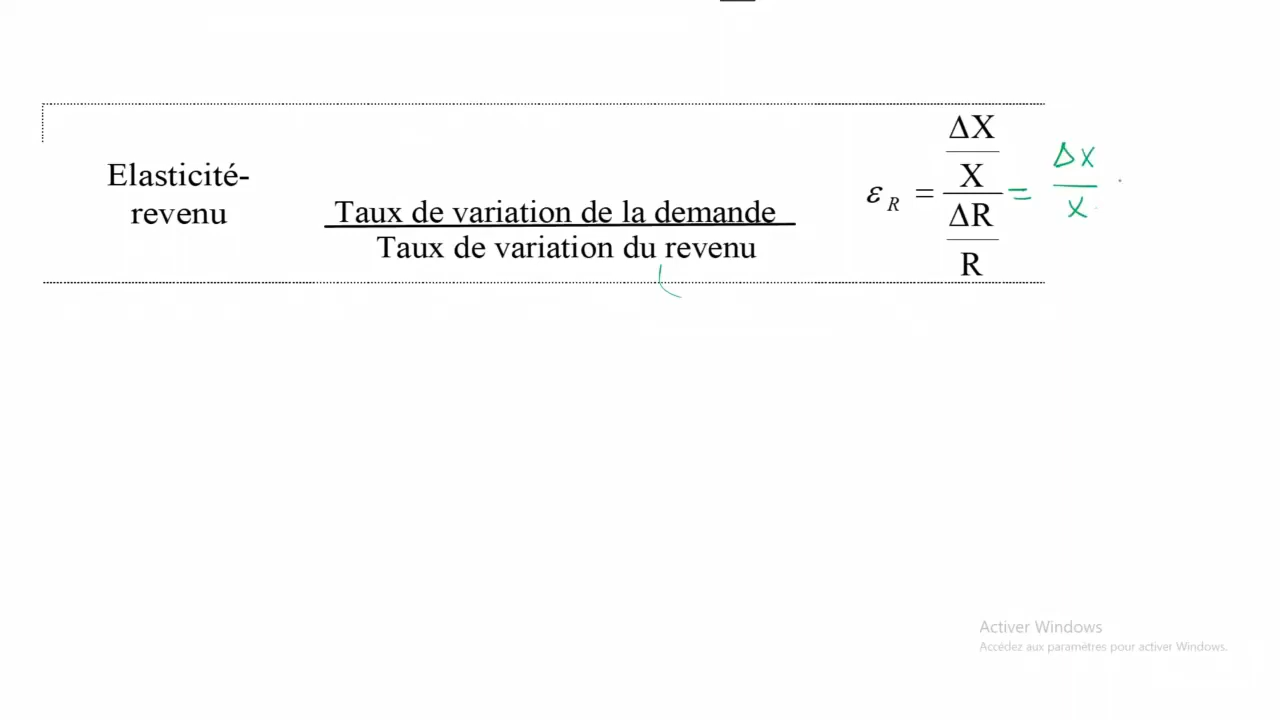 Elasticité-
revenu
Taux de variation de la demande
Taux de variation du revenu
ε R = ΔX / X / ΔR / R = Δx / x
Activer Windows
Accédez aux paramètres pour activer Windows.